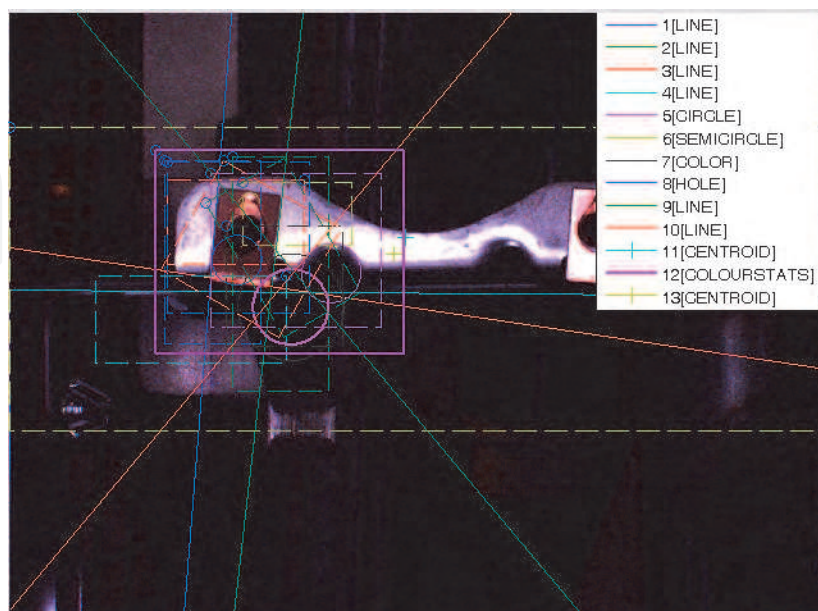 1[LINE]
2[LINE]
3[LINE]
4[LINE]
5[CIRCLE]
6[SEMICIRCLE]
7[COLOR]
8[HOLE]
9[LINE]
10[LINE]
11[CENTROID]
12[COLOURSTATS]
13[CENTROID]